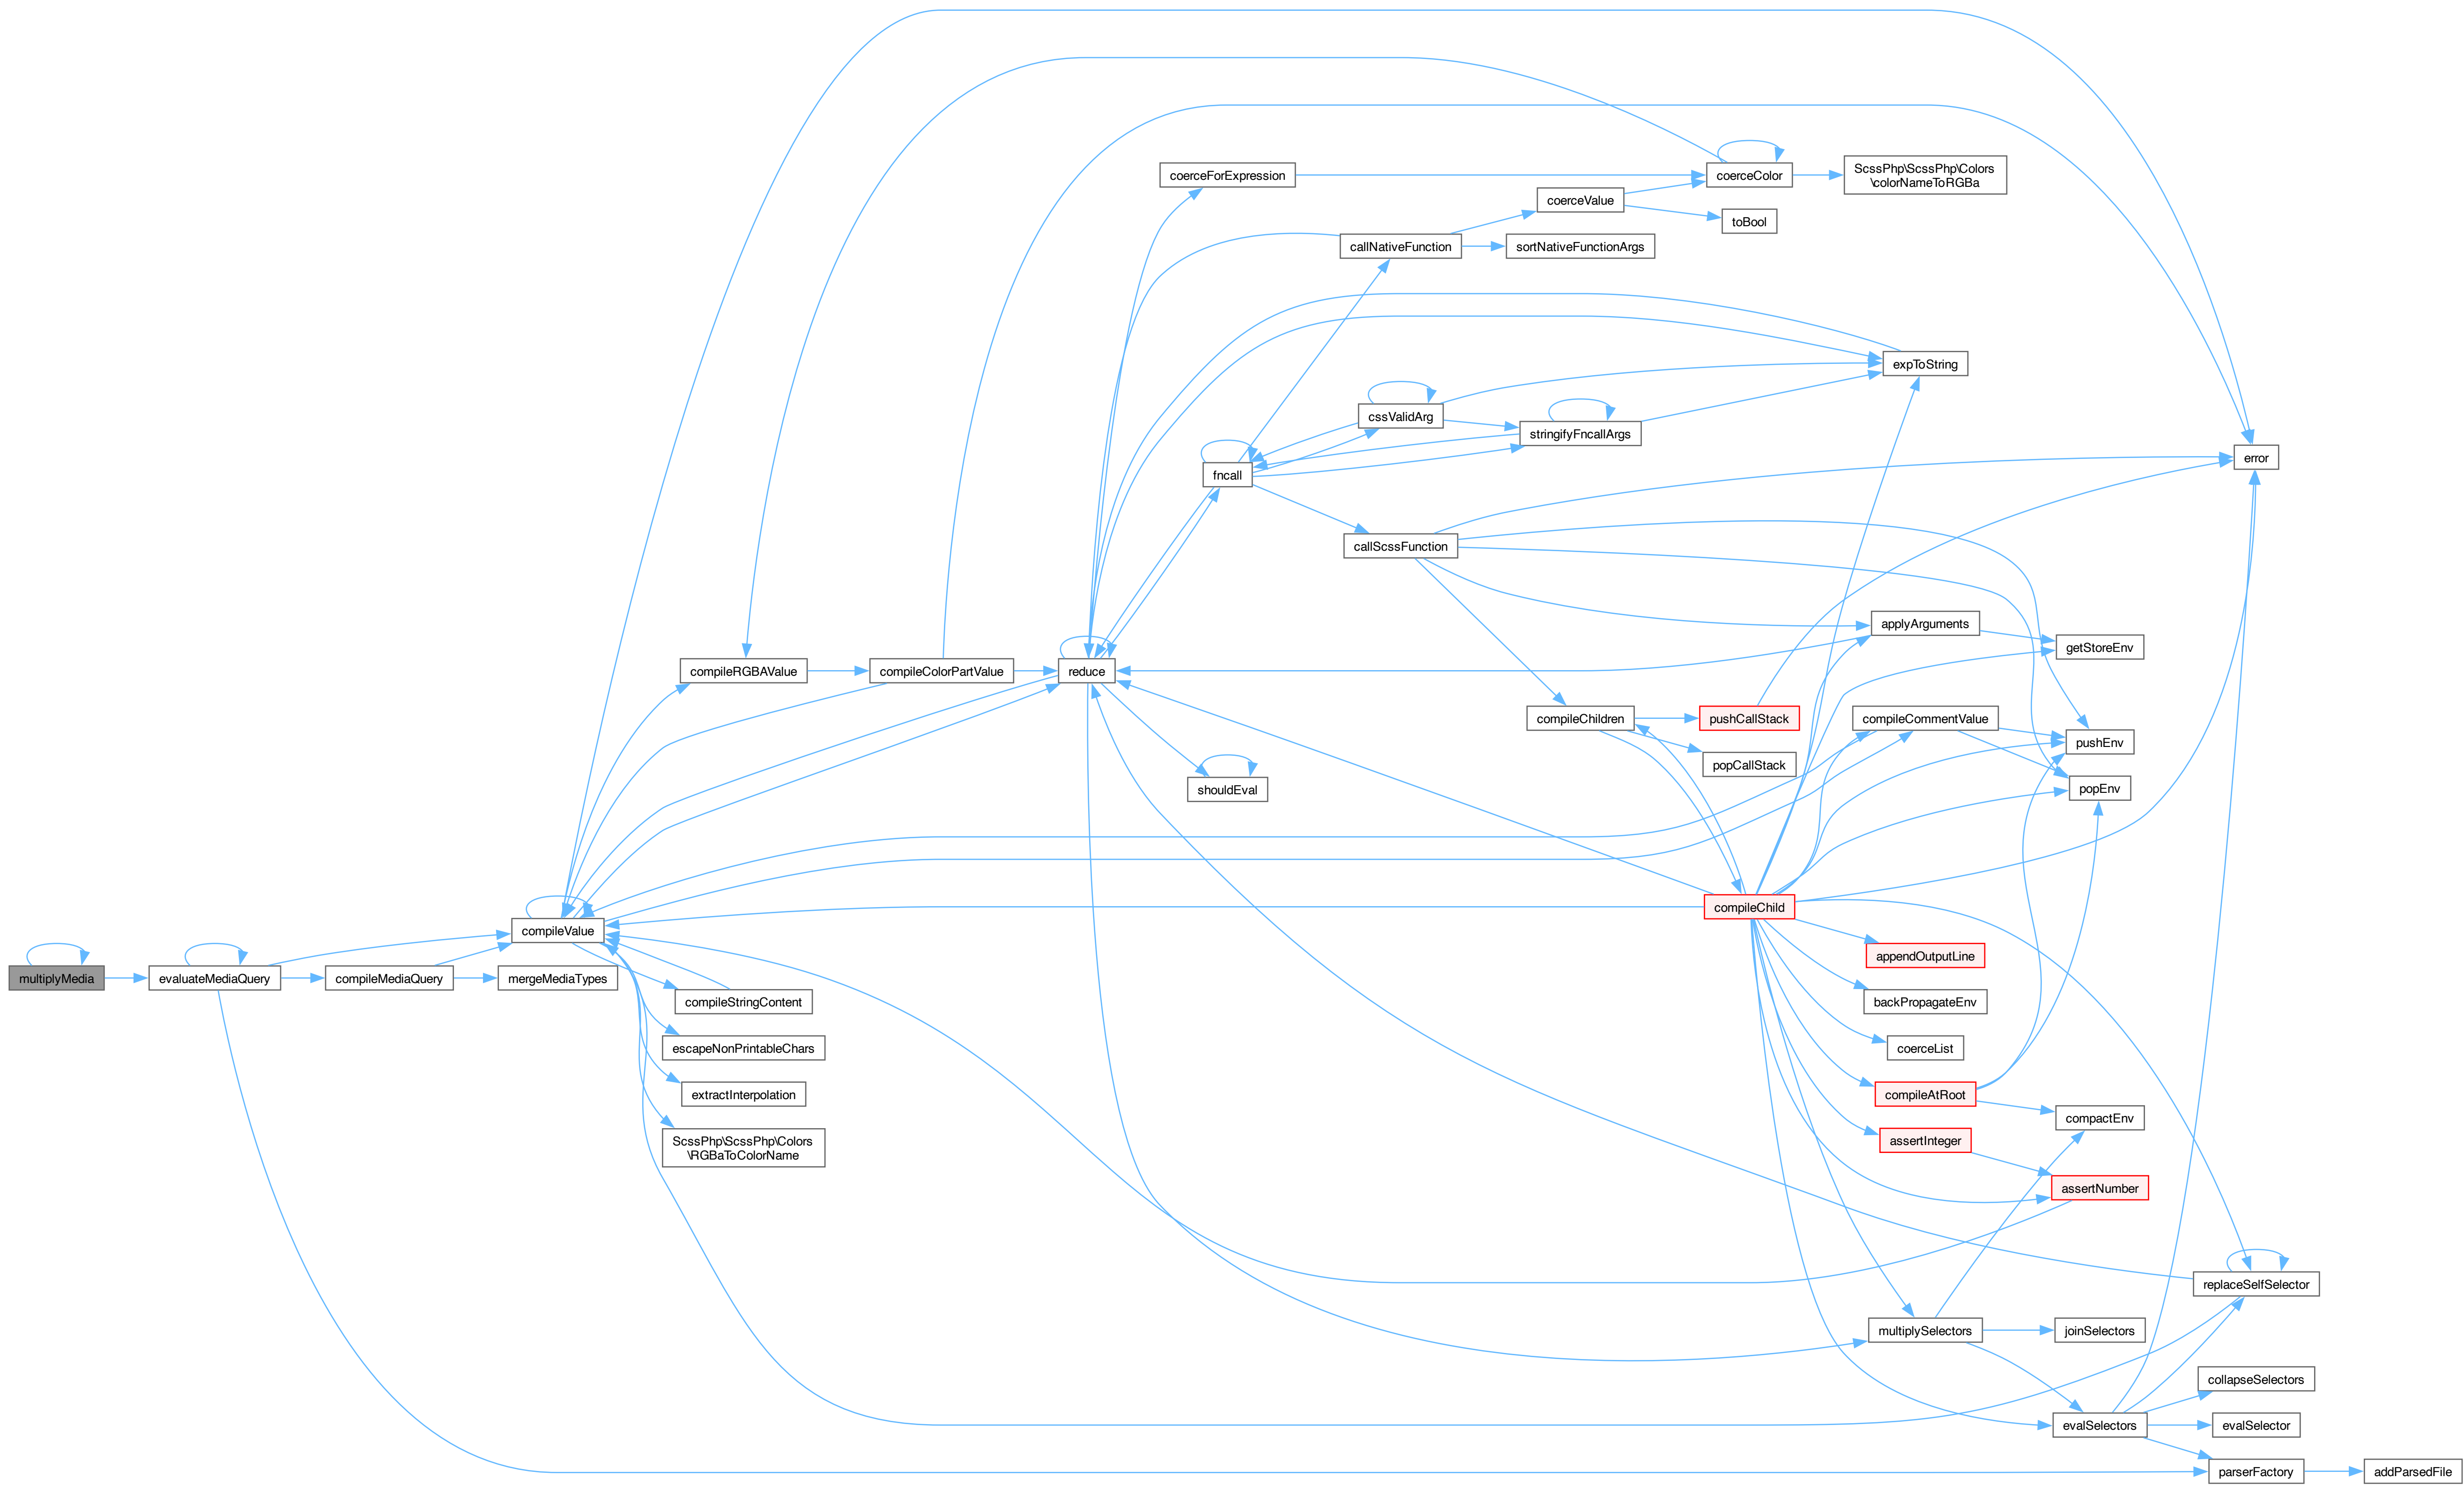 coerceForExpression
coerceColor
ScssPhp\ScssPhp\Colors
\colorNameToRGBa
coerceValue
toBool
callNativeFunction
sortNativeFunctionArgs
expToString
cssValidArg
stringifyFncallArgs
error
fncall
callScssFunction
applyArguments
getStoreEnv
compileRGBAValue
compileColorPartValue
reduce
compileChildren
pushCallStack
compileCommentValue
pushEnv
popCallStack
shouldEval
popEnv
compileChild
compileValue
appendOutputLine
multiplyMedia
evaluateMediaQuery
compileMediaQuery
mergeMediaTypes
compileStringContent
backPropagateEnv
escapeNonPrintableChars
coerceList
extractInterpolation
compileAtRoot
compactEnv
ScssPhp\ScssPhp\Colors
\RGBaToColorName
assertInteger
assertNumber
replaceSelfSelector
multiplySelectors
joinSelectors
collapseSelectors
evalSelectors
evalSelector
parserFactory
addParsedFile